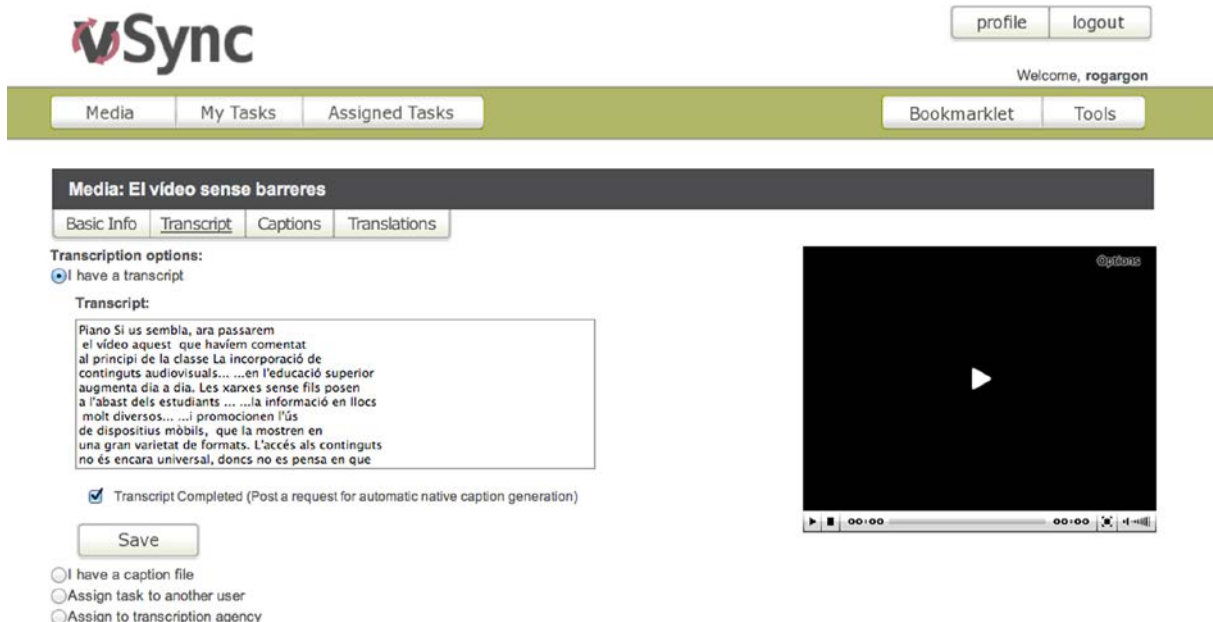 vSync
profile logout
Welcome, rogargon
Media My Tasks Assigned Tasks Bookmarklet Tools
Media: El vídeo sense barreres
Basic Info Transcript Captions Translations
Transcription options:
I have a transcript
Transcript:
Piano Si us sembla, ara passarem
el vídeo aquest que havíem comentat
al principi de la classe La incorporació de
continguts audiovisuals... ...en l'educació superior
augmenta dia a dia. Les xarxes sense fils posen
a l'abast dels estudiants ... ...la informació en llocs
molt diversos... ...i promocionen l'ús
de dispositius mòbils, que la mostren en
una gran varietat de formats. L'accés als continguts
no és encara universal, doncs no es pensa en que
Transcript Completed (Post a request for automatic native caption generation)
Save
I have a caption file
Assign task to another user
Assign to transcription agency
Options
00:00 00:00